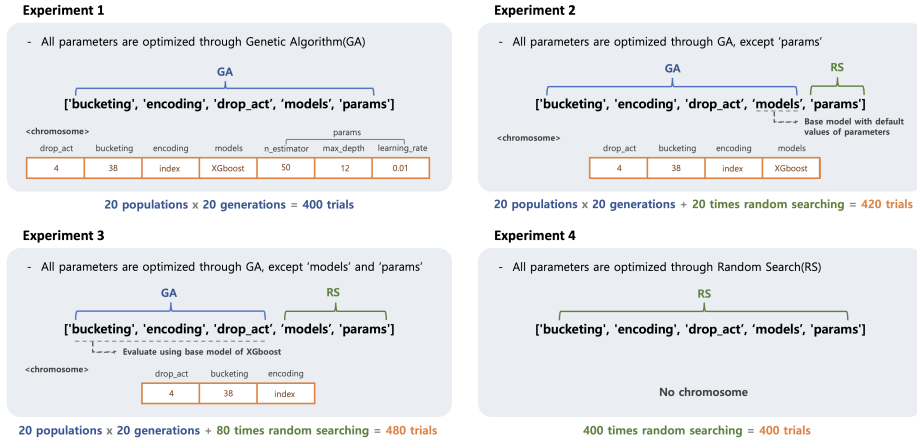 Experiment 1
- All parameters are optimized through Genetic Algorithm(GA)
GA
['bucketing', 'encoding', 'drop_act', 'models', 'params']
<chromosome>
params
drop_act bucketing encoding models n_estimator max_depth learning_rate
4 38 index XGboost 50 12 0.01
20 populations x 20 generations = 400 trials
Experiment 2
- All parameters are optimized through GA, except 'params'
GA RS
['bucketing', 'encoding', 'drop_act', 'models', 'params']
Base model with default
values of parameters
<chromosome>
drop_act bucketing encoding models
4 38 index XGboost
20 populations x 20 generations + 20 times random searching = 420 trials
Experiment 3
- All parameters are optimized through GA, except 'models' and 'params'
GA RS
['bucketing', 'encoding', 'drop_act', 'models', 'params']
Evaluate using base model of XGboost
<chromosome>
drop_act bucketing encoding
4 38 index
20 populations x 20 generations + 80 times random searching = 480 trials
Experiment 4
- All parameters are optimized through Random Search(RS)
RS
['bucketing', 'encoding', 'drop_act', 'models', 'params']
No chromosome
400 times random searching = 400 trials